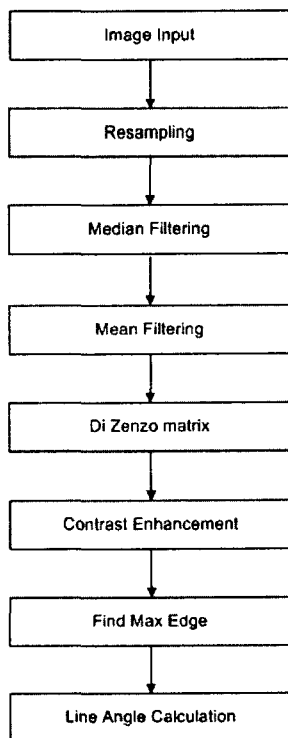 Image Input
Resampling
Median Filtering
Mean Filtering
Di Zenzo matrix
Contrast Enhancement
Find Max Edge
Line Angle Calculation